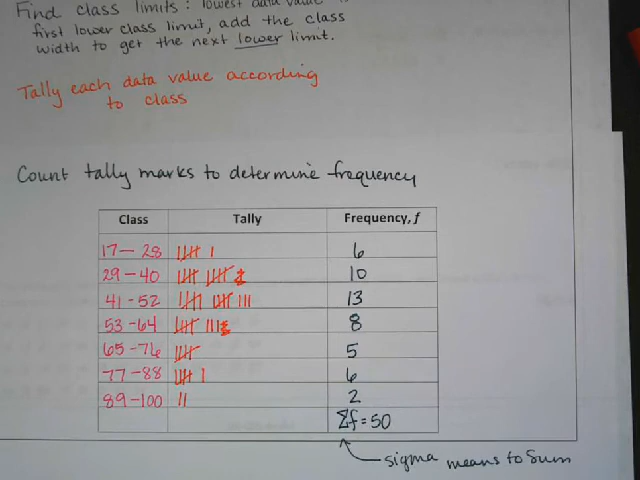 Find class limits: lowest data value is
first lower class limit, add the class
width to get the next lower limit.
Tally each data value according
to class
Count tally marks to determine frequency
Class Tally Frequency, f
17 - 28 6
29 - 40 10
41 - 52 13
53 - 64 8
65 - 76 5
77 - 88 6
89 - 100 2
Σf = 50
sigma means to sum